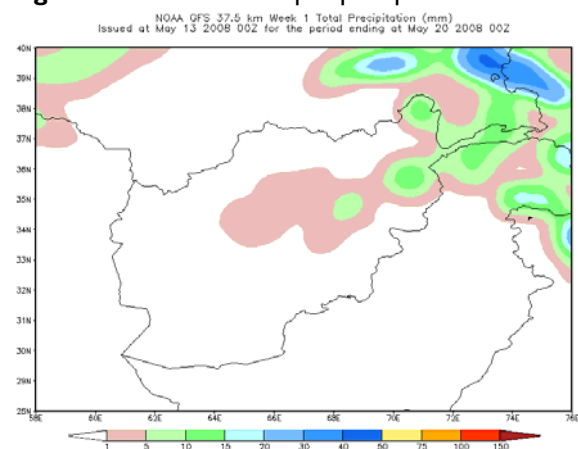 NOAA GFS 37.5 km Week 1 Total Precipitation (mm)
Issued at May 13 2008 00Z for the period ending at May 20 2008 00Z
40N
39N
38N
37N
36N
35N
34N
33N
32N
31N
30N
29N
28N
58E 60E 62E 64E 66E 68E 70E 72E 74E 76E
1 5 10 15 20 30 40 50 75 100 150